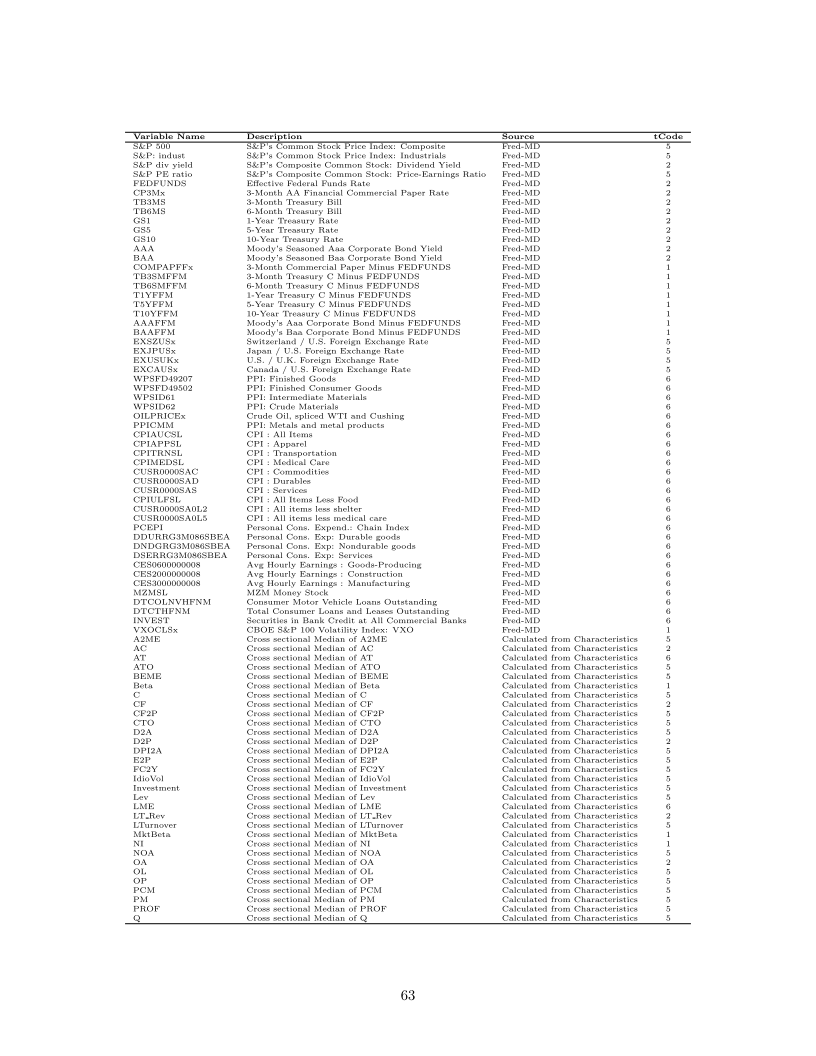 Variable Name Description Source tCode
S&P 500 S&P's Common Stock Price Index: Composite Fred-MD 5
S&P: indust S&P's Common Stock Price Index: Industrials Fred-MD 5
S&P div yield S&P's Composite Common Stock: Dividend Yield Fred-MD 2
S&P PE ratio S&P's Composite Common Stock: Price-Earnings Ratio Fred-MD 5
FEDFUNDS Effective Federal Funds Rate Fred-MD 2
CP3Mx 3-Month AA Financial Commercial Paper Rate Fred-MD 2
TB3MS 3-Month Treasury Bill Fred-MD 2
TB6MS 6-Month Treasury Bill Fred-MD 2
GS1 1-Year Treasury Rate Fred-MD 2
GS5 5-Year Treasury Rate Fred-MD 2
GS10 10-Year Treasury Rate Fred-MD 2
AAA Moody's Seasoned Aaa Corporate Bond Yield Fred-MD 2
BAA Moody's Seasoned Baa Corporate Bond Yield Fred-MD 2
COMPAPFFx 3-Month Commercial Paper Minus FEDFUNDS Fred-MD 1
TB3SMFFM 3-Month Treasury C Minus FEDFUNDS Fred-MD 1
TB6SMFFM 6-Month Treasury C Minus FEDFUNDS Fred-MD 1
T1YFFM 1-Year Treasury C Minus FEDFUNDS Fred-MD 1
T5YFFM 5-Year Treasury C Minus FEDFUNDS Fred-MD 1
T10YFFM 10-Year Treasury C Minus FEDFUNDS Fred-MD 1
AAAFFM Moody's Aaa Corporate Bond Minus FEDFUNDS Fred-MD 1
BAAFFM Moody's Baa Corporate Bond Minus FEDFUNDS Fred-MD 1
EXSZUSx Switzerland / U.S. Foreign Exchange Rate Fred-MD 5
EXJPUSx Japan / U.S. Foreign Exchange Rate Fred-MD 5
EXUSUKx U.S. / U.K. Foreign Exchange Rate Fred-MD 5
EXCAUSx Canada / U.S. Foreign Exchange Rate Fred-MD 5
WPSFD49207 PPI: Finished Goods Fred-MD 6
WPSFD49502 PPI: Finished Consumer Goods Fred-MD 6
WPSID61 PPI: Intermediate Materials Fred-MD 6
WPSID62 PPI: Crude Materials Fred-MD 6
OILPRICEx Crude Oil, spliced WTI and Cushing Fred-MD 6
PPICMM PPI: Metals and metal products Fred-MD 6
CPIAUCSL CPI : All Items Fred-MD 6
CPIAPPSL CPI : Apparel Fred-MD 6
CPITRNSL CPI : Transportation Fred-MD 6
CPIMEDSL CPI : Medical Care Fred-MD 6
CUSR0000SAC CPI : Commodities Fred-MD 6
CUSR0000SAD CPI : Durables Fred-MD 6
CUSR0000SAS CPI : Services Fred-MD 6
CPIULFSL CPI : All Items Less Food Fred-MD 6
CUSR0000SA0L2 CPI : All items less shelter Fred-MD 6
CUSR0000SA0L5 CPI : All items less medical care Fred-MD 6
PCEPI Personal Cons. Expend.: Chain Index Fred-MD 6
DDURRG3M086SBEA Personal Cons. Exp: Durable goods Fred-MD 6
DNDGRG3M086SBEA Personal Cons. Exp: Nondurable goods Fred-MD 6
DSERRG3M086SBEA Personal Cons. Exp: Services Fred-MD 6
CES0600000008 Avg Hourly Earnings : Goods-Producing Fred-MD 6
CES2000000008 Avg Hourly Earnings : Construction Fred-MD 6
CES3000000008 Avg Hourly Earnings : Manufacturing Fred-MD 6
MZMSL MZM Money Stock Fred-MD 6
DTCOLNVHFNM Consumer Motor Vehicle Loans Outstanding Fred-MD 6
DTCTHFNM Total Consumer Loans and Leases Outstanding Fred-MD 6
INVEST Securities in Bank Credit at All Commercial Banks Fred-MD 6
VXOCLSx CBOE S&P 100 Volatility Index: VXO Fred-MD 1
A2ME Cross sectional Median of A2ME Calculated from Characteristics 5
AC Cross sectional Median of AC Calculated from Characteristics 2
AT Cross sectional Median of AT Calculated from Characteristics 6
ATO Cross sectional Median of ATO Calculated from Characteristics 5
BEME Cross sectional Median of BEME Calculated from Characteristics 5
Beta Cross sectional Median of Beta Calculated from Characteristics 1
C Cross sectional Median of C Calculated from Characteristics 5
CF Cross sectional Median of CF Calculated from Characteristics 2
CF2P Cross sectional Median of CF2P Calculated from Characteristics 5
CTO Cross sectional Median of CTO Calculated from Characteristics 5
D2A Cross sectional Median of D2A Calculated from Characteristics 5
D2P Cross sectional Median of D2P Calculated from Characteristics 2
DPI2A Cross sectional Median of DPI2A Calculated from Characteristics 5
E2P Cross sectional Median of E2P Calculated from Characteristics 5
FC2Y Cross sectional Median of FC2Y Calculated from Characteristics 5
IdioVol Cross sectional Median of IdioVol Calculated from Characteristics 5
Investment Cross sectional Median of Investment Calculated from Characteristics 5
Lev Cross sectional Median of Lev Calculated from Characteristics 5
LME Cross sectional Median of LME Calculated from Characteristics 6
LT_Rev Cross sectional Median of LT_Rev Calculated from Characteristics 2
LTurnover Cross sectional Median of LTurnover Calculated from Characteristics 5
MktBeta Cross sectional Median of MktBeta Calculated from Characteristics 1
NI Cross sectional Median of NI Calculated from Characteristics 1
NOA Cross sectional Median of NOA Calculated from Characteristics 5
OA Cross sectional Median of OA Calculated from Characteristics 2
OL Cross sectional Median of OL Calculated from Characteristics 5
OP Cross sectional Median of OP Calculated from Characteristics 5
PCM Cross sectional Median of PCM Calculated from Characteristics 5
PM Cross sectional Median of PM Calculated from Characteristics 5
PROF Cross sectional Median of PROF Calculated from Characteristics 5
Q Cross sectional Median of Q Calculated from Characteristics 5
63